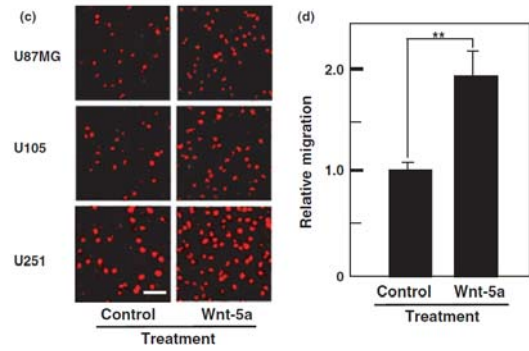 (c)
U87MG
U105
U251
Control
Wnt-5a
Treatment
(d)
**
Relative migration
2.0
1.0
0
Control
Wnt-5a
Treatment